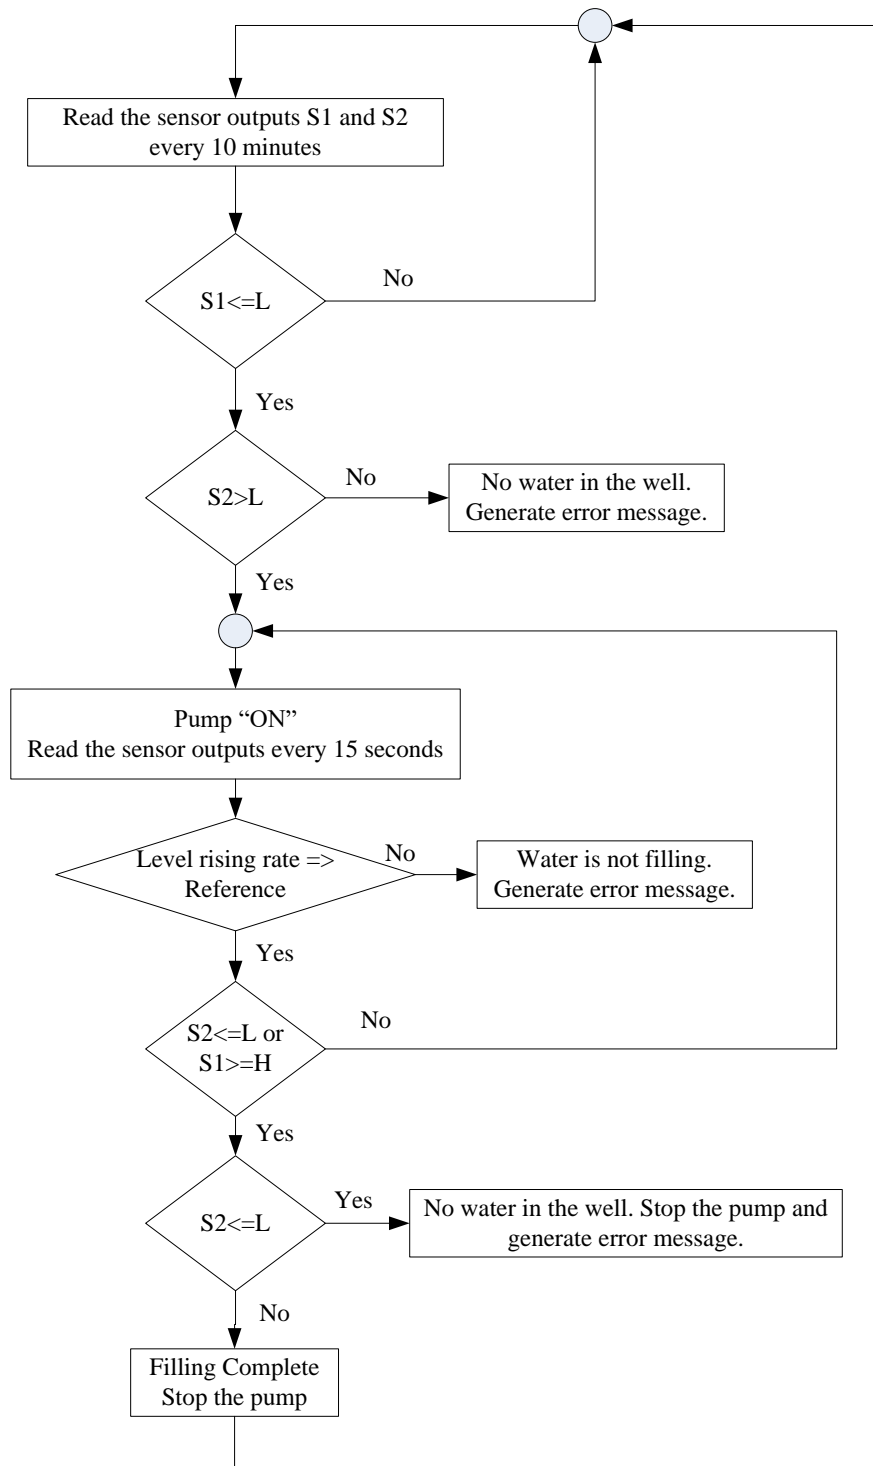 Read the sensor outputs S1 and S2
every 10 minutes
S1<=L
No
Yes
S2>L
No
No water in the well.
Generate error message.
Yes
Pump “ON”
Read the sensor outputs every 15 seconds
Level rising rate =>
Reference
No
Water is not filling.
Generate error message.
Yes
S2<=L or
S1>=H
No
Yes
S2<=L
Yes
No water in the well. Stop the pump and
generate error message.
No
Filling Complete
Stop the pump